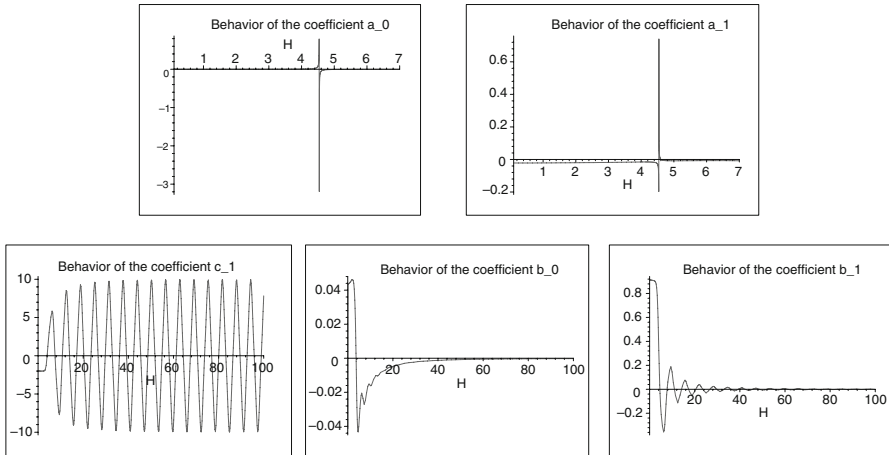 Behavior of the coefficient a_0
H
1 2 3 4 5 6 7
0
−1
−2
−3
Behavior of the coefficient a_1
0.6
0.4
0.2
0
−0.2
1 2 3 4 5 6 7
H
Behavior of the coefficient c_1
10
5
0
−5
−10
20 40 60 80 100
H
Behavior of the coefficient b_0
0.04
0.02
0
−0.02
−0.04
20 40 60 80 100
H
Behavior of the coefficient b_1
0.8
0.6
0.4
0.2
0
−0.2
20 40 60 80 100
H